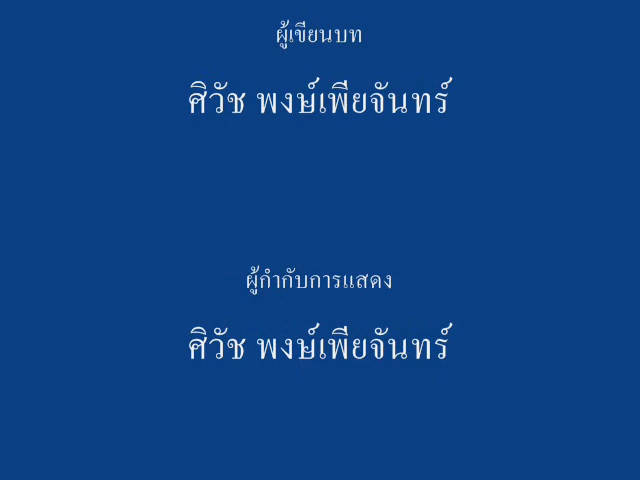 ผู้เขียนบท
ศิวัช พงษ์เพียจันทร์
ผู้กำกับการแสดง
ศิวัช พงษ์เพียจันทร์